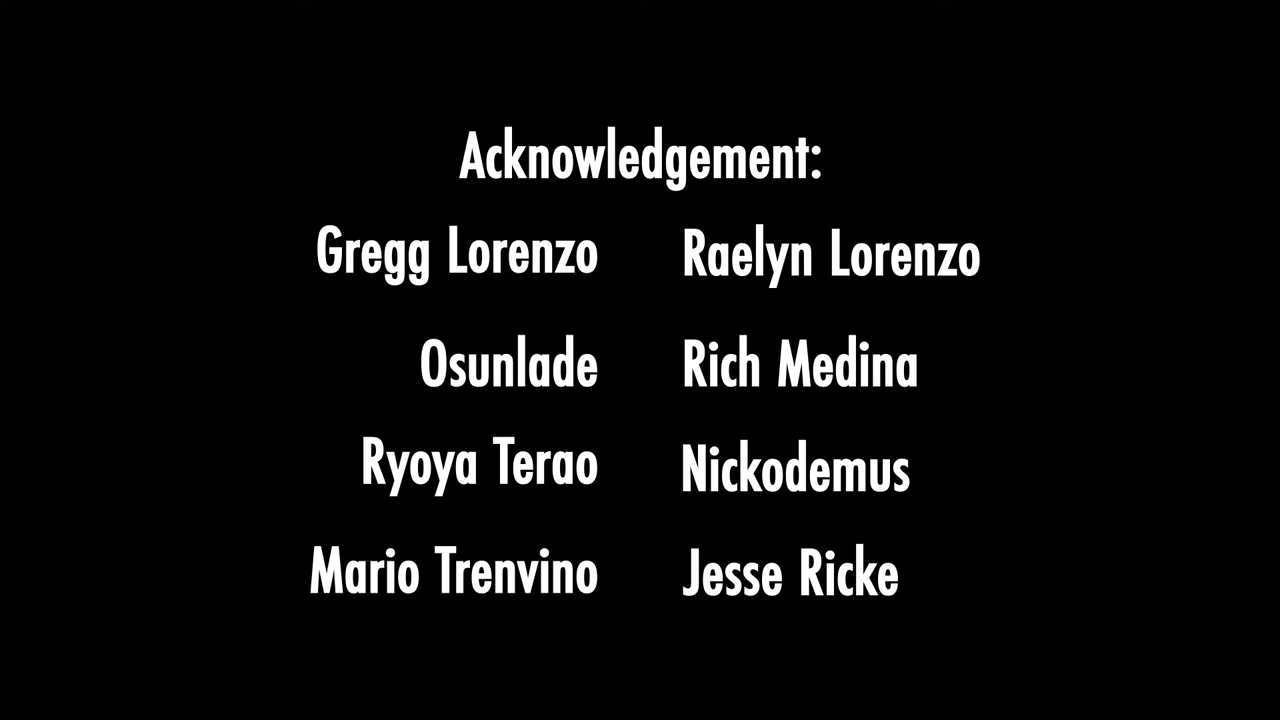 Acknowledgement:
Gregg Lorenzo Raelyn Lorenzo
Osunlade Rich Medina
Ryoya Terao Nickodemus
Mario Trenvino Jesse Ricke